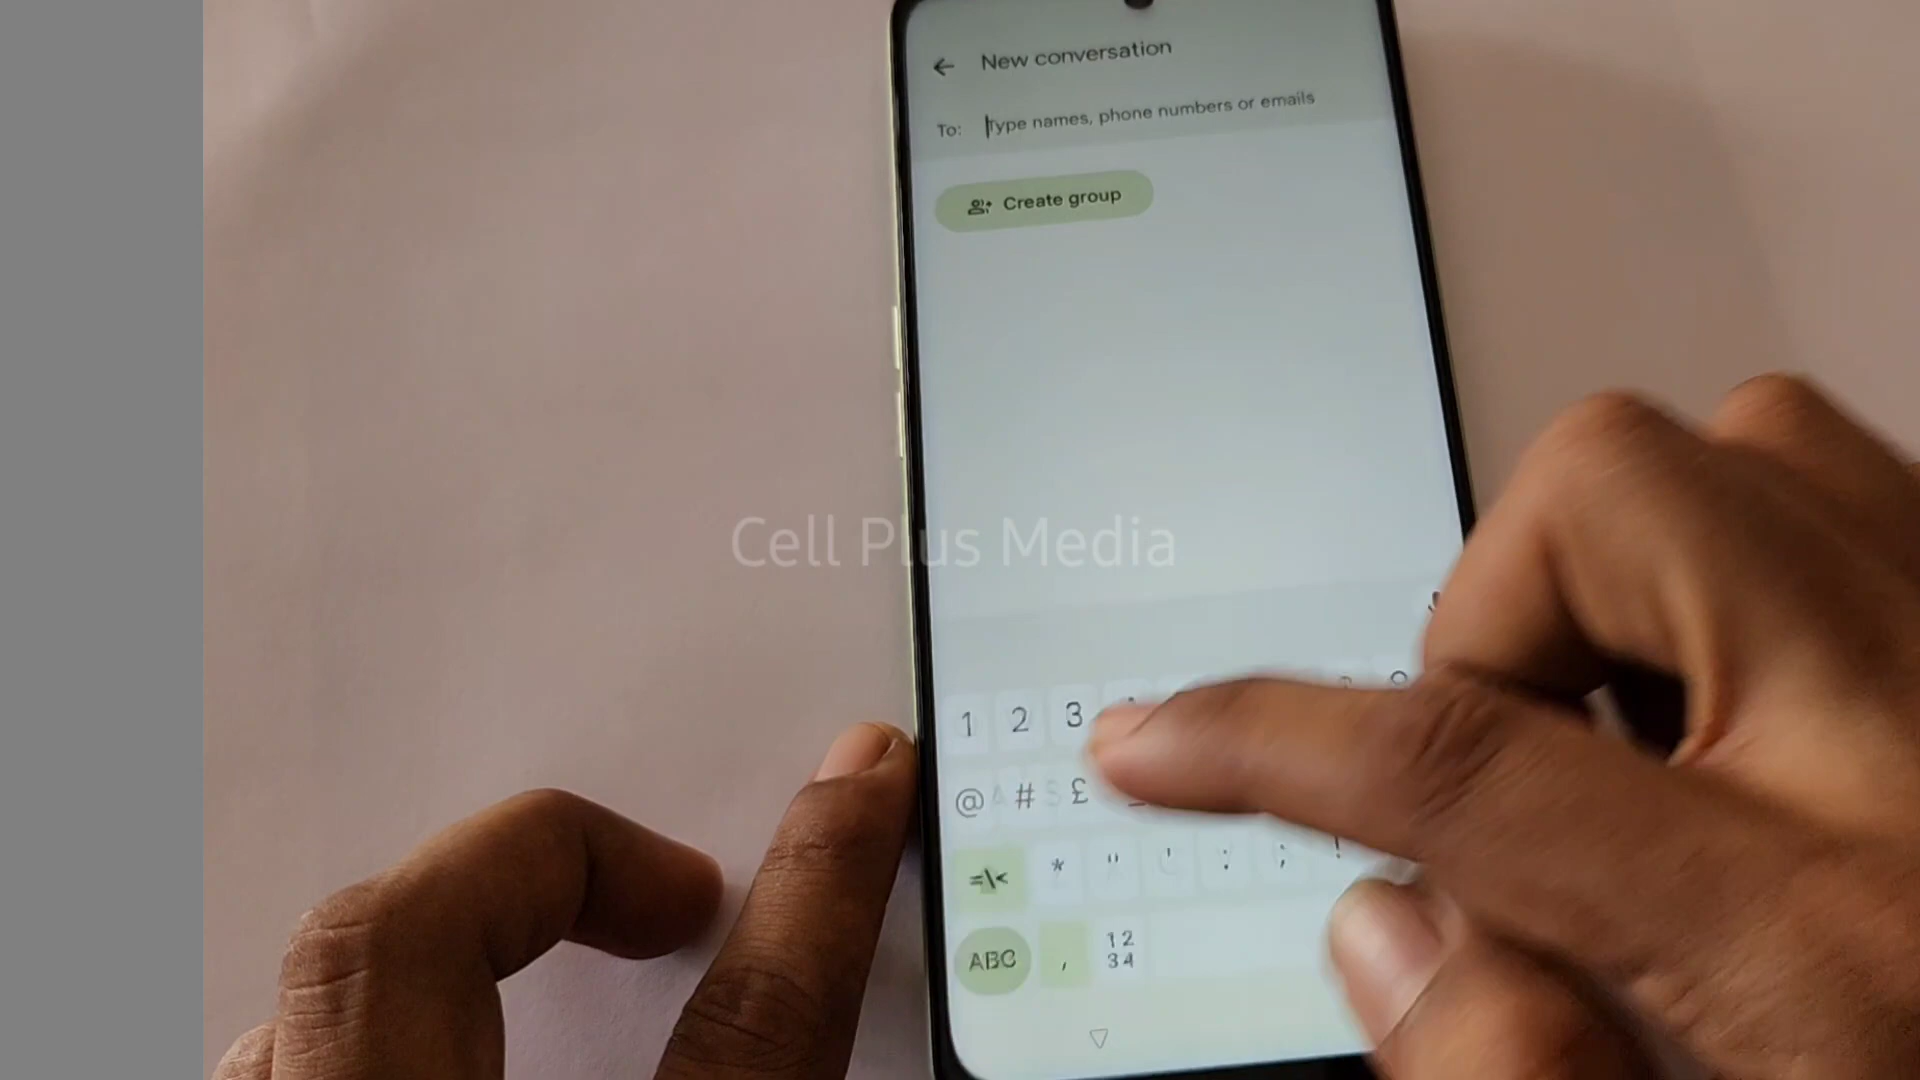 New conversation
To: Type names, phone numbers or emails
Create group
Cell Plus Media
1 2 3
@ # £
=\< * " ' : ; !
ABC , 12
34